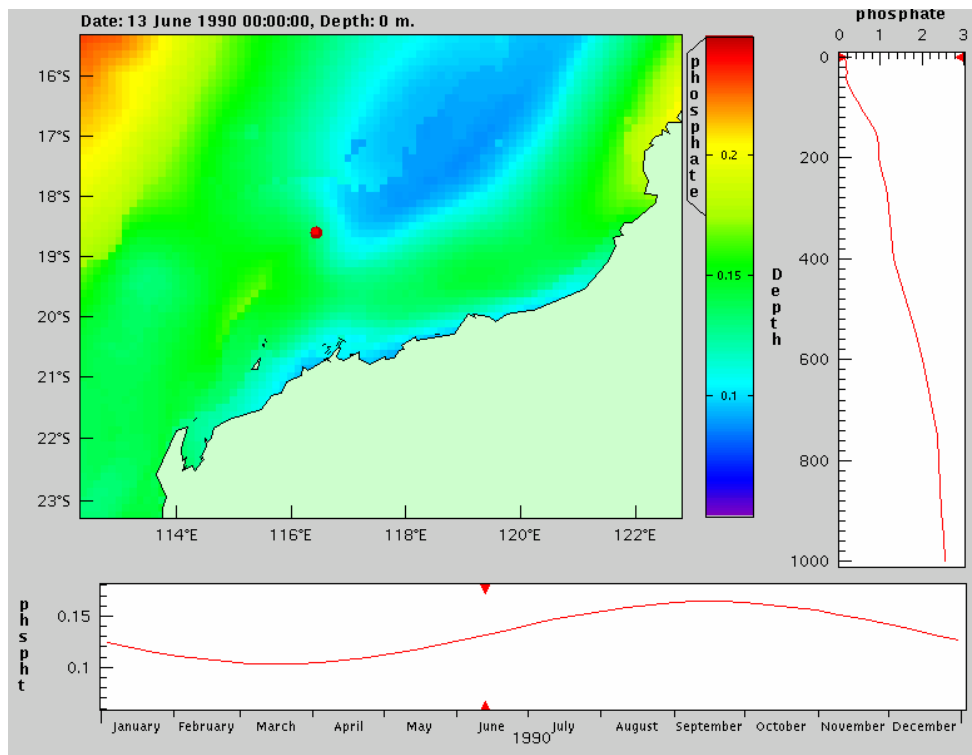 Date: 13 June 1990 00:00:00, Depth: 0 m.
phosphate
0 1 2 3
0
200
400
600
800
1000
Depth
16°S
17°S
18°S
19°S
20°S
21°S
22°S
23°S
114°E 116°E 118°E 120°E 122°E
phosphate
0.2
0.15
0.1
phspht
0.15
0.1
January February March April May June July August September October November December
1990